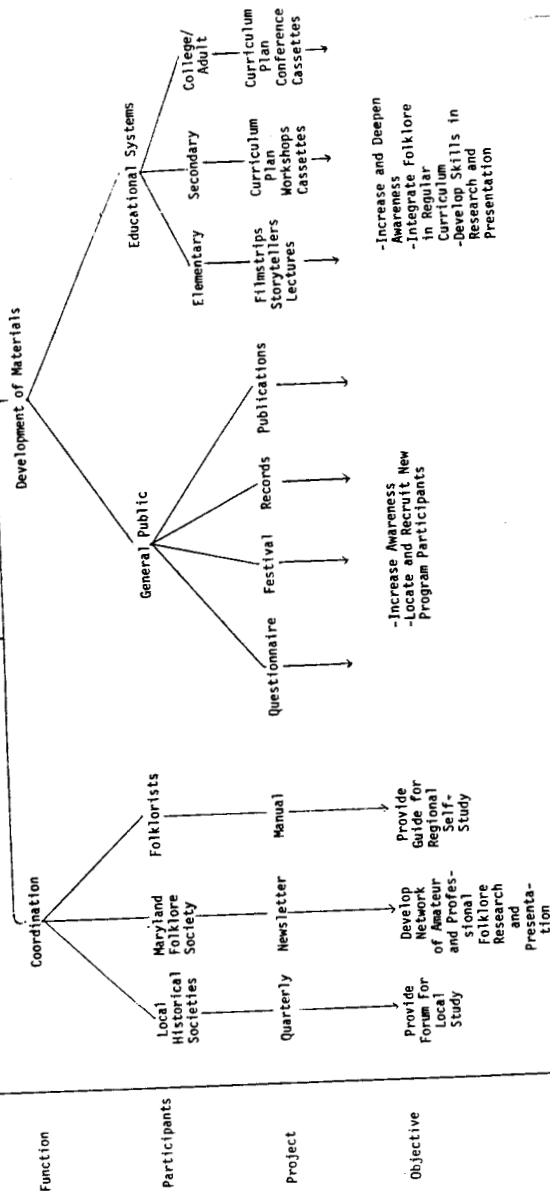 Function
Coordination
Development of Materials
Participants
Local
Historical
Societies
Maryland
Folklore
Society
Folklorists
General Public
Educational Systems
Elementary
Secondary
College/
Adult
Project
Quarterly
Newsletter
Manual
Questionnaire
Festival
Records
Publications
Filmstrips
Storytellers
Lectures
Curriculum
Plan
Workshops
Cassettes
Curriculum
Plan
Conference
Cassettes
Objective
Provide
Forum for
Local
Study
Develop
Network
of Amateur
and Profes-
sional
Folklore
Research
and
Presenta-
tion
Provide
Guide for
Regional
Self-
Study
-Increase Awareness
-Locate and Recruit New
Program Participants
-Increase and Deepen
Awareness
-Integrate Folklore
in Regular
Curriculum
-Develop Skills in
Research and
Presentation